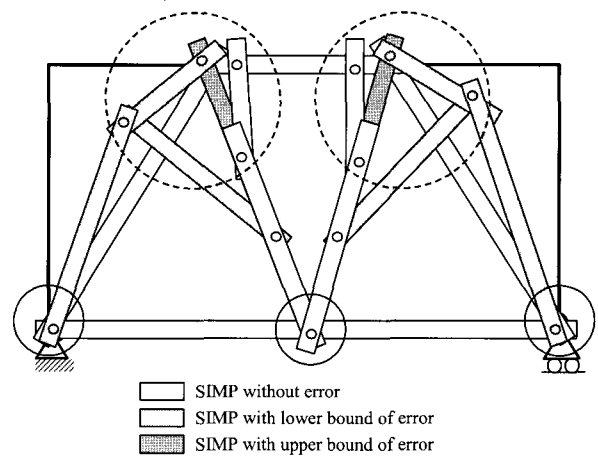 SIMP without error
SIMP with lower bound of error
SIMP with upper bound of error